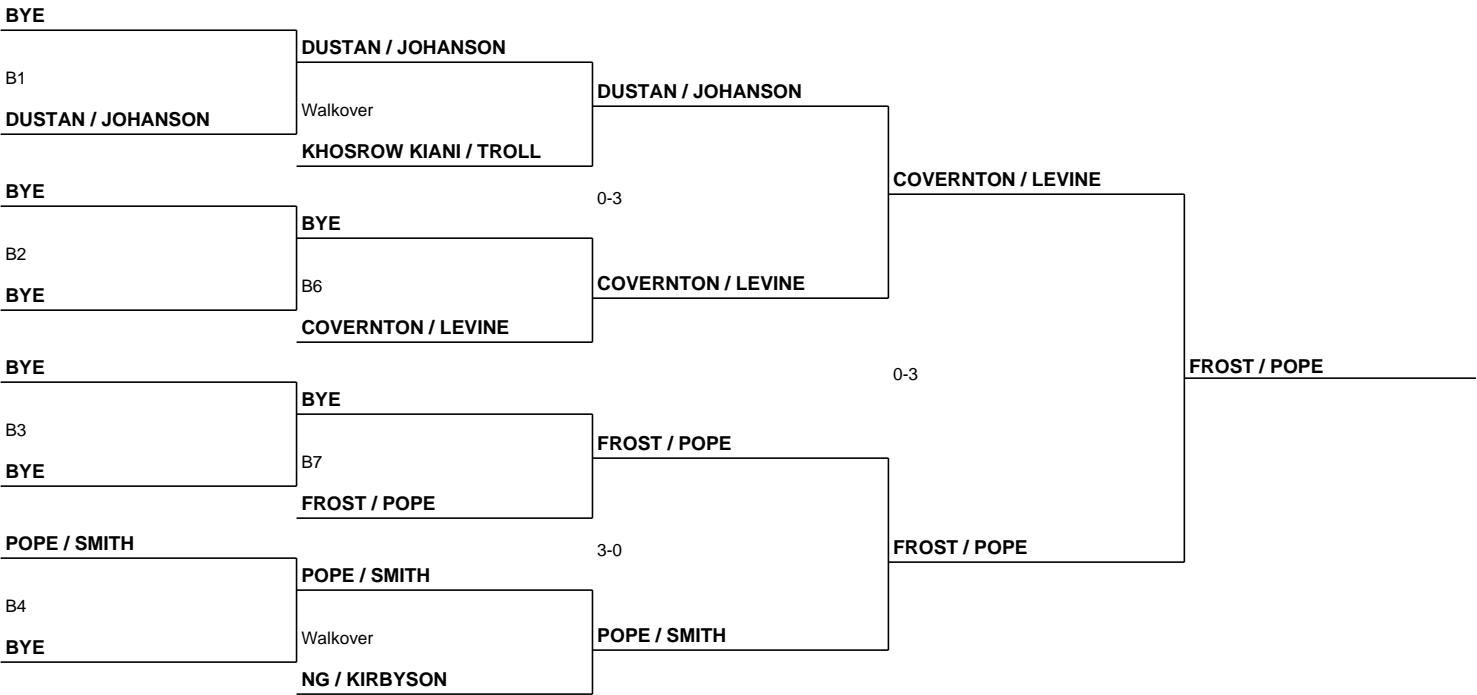 BYE
B1
DUSTAN / JOHANSON
BYE
B2
BYE
BYE
B3
BYE
POPE / SMITH
B4
BYE
DUSTAN / JOHANSON
Walkover
KHOSROW KIANI / TROLL
BYE
B6
COVERNTON / LEVINE
BYE
B7
FROST / POPE
POPE / SMITH
Walkover
NG / KIRBYSON
DUSTAN / JOHANSON
0-3
COVERNTON / LEVINE
FROST / POPE
3-0
POPE / SMITH
COVERNTON / LEVINE
0-3
FROST / POPE
FROST / POPE